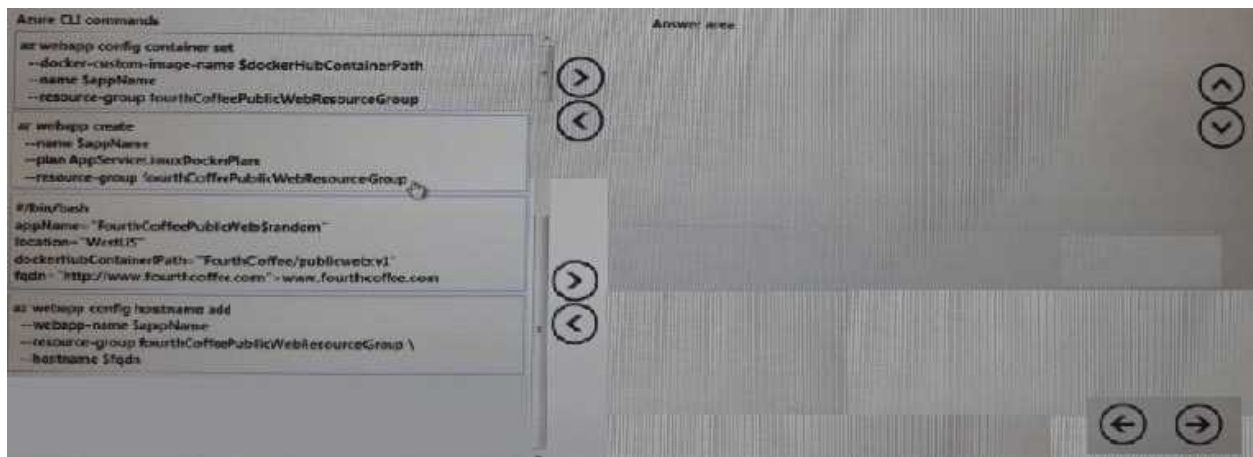 Azure CLI commands
Answer area
az webapp config container set
--docker-custom-image-name $dockerHubContainerPath
--name $appName
--resource-group fourthCoffeePublicWebResourceGroup
az webapp create
--name $appName
--plan AppServiceLinuxDockerPlan
--resource-group fourthCoffeePublicWebResourceGroup
#/bin/bash
appName="FourthCoffeePublicWeb$random"
location="WestUS"
dockerHubContainerPath="FourthCoffee/publicweb:v1"
fqdn="http://www.fourthcoffee.com">www.fourthcoffee.com
az webapp config hostname add
--webapp-name $appName
--resource-group fourthCoffeePublicWebResourceGroup \
--hostname $fqdn